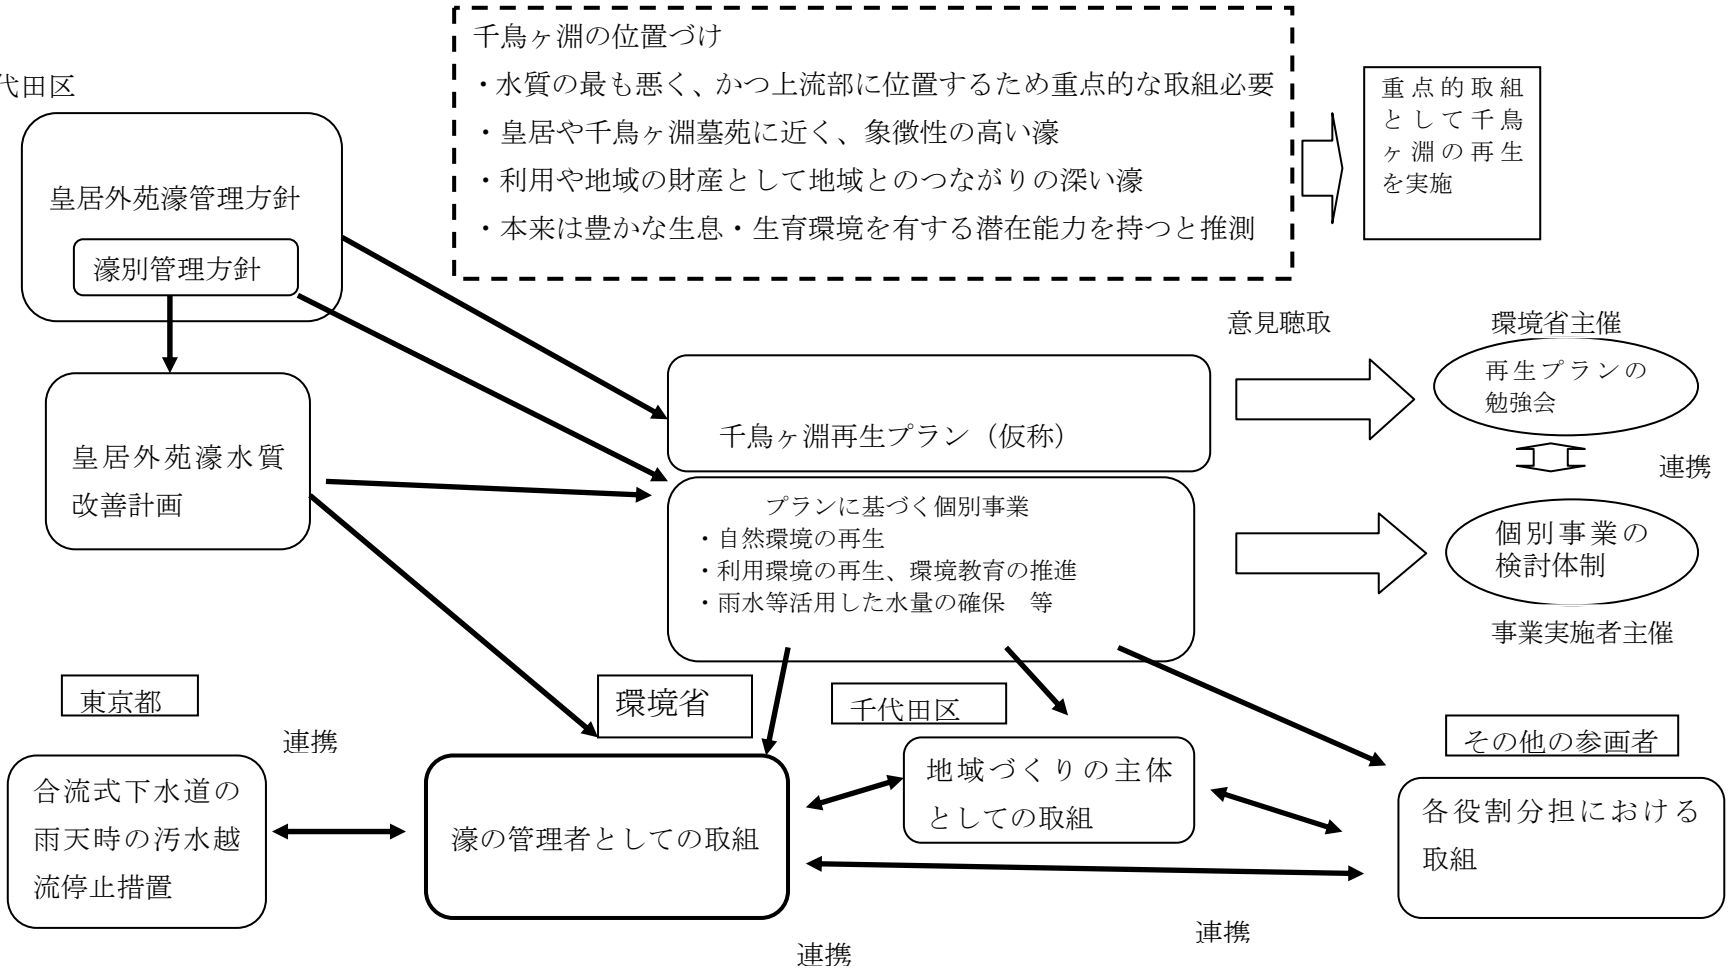 千鳥ヶ淵の位置づけ
・水質の最も悪く、かつ上流部に位置するため重点的な取組必要
・皇居や千鳥ヶ淵墓苑に近く、象徴性の高い濠
・利用や地域の財産として地域とのつながりの深い濠
・本来は豊かな生息・生育環境を有する潜在能力を持つと推測
重点的取組
として千鳥
ヶ淵の再生
を実施
代田区
皇居外苑濠管理方針
濠別管理方針
意見聴取
環境省主催
再生プランの
勉強会
千鳥ヶ淵再生プラン（仮称）
連携
皇居外苑濠水質
改善計画
プランに基づく個別事業
・自然環境の再生
・利用環境の再生、環境教育の推進
・雨水等活用した水量の確保　等
個別事業の
検討体制
事業実施者主催
東京都
環境省
千代田区
その他の参画者
連携
合流式下水道の
雨天時の汚水越
流停止措置
濠の管理者としての取組
地域づくりの主体
としての取組
各役割分担における
取組
連携
連携